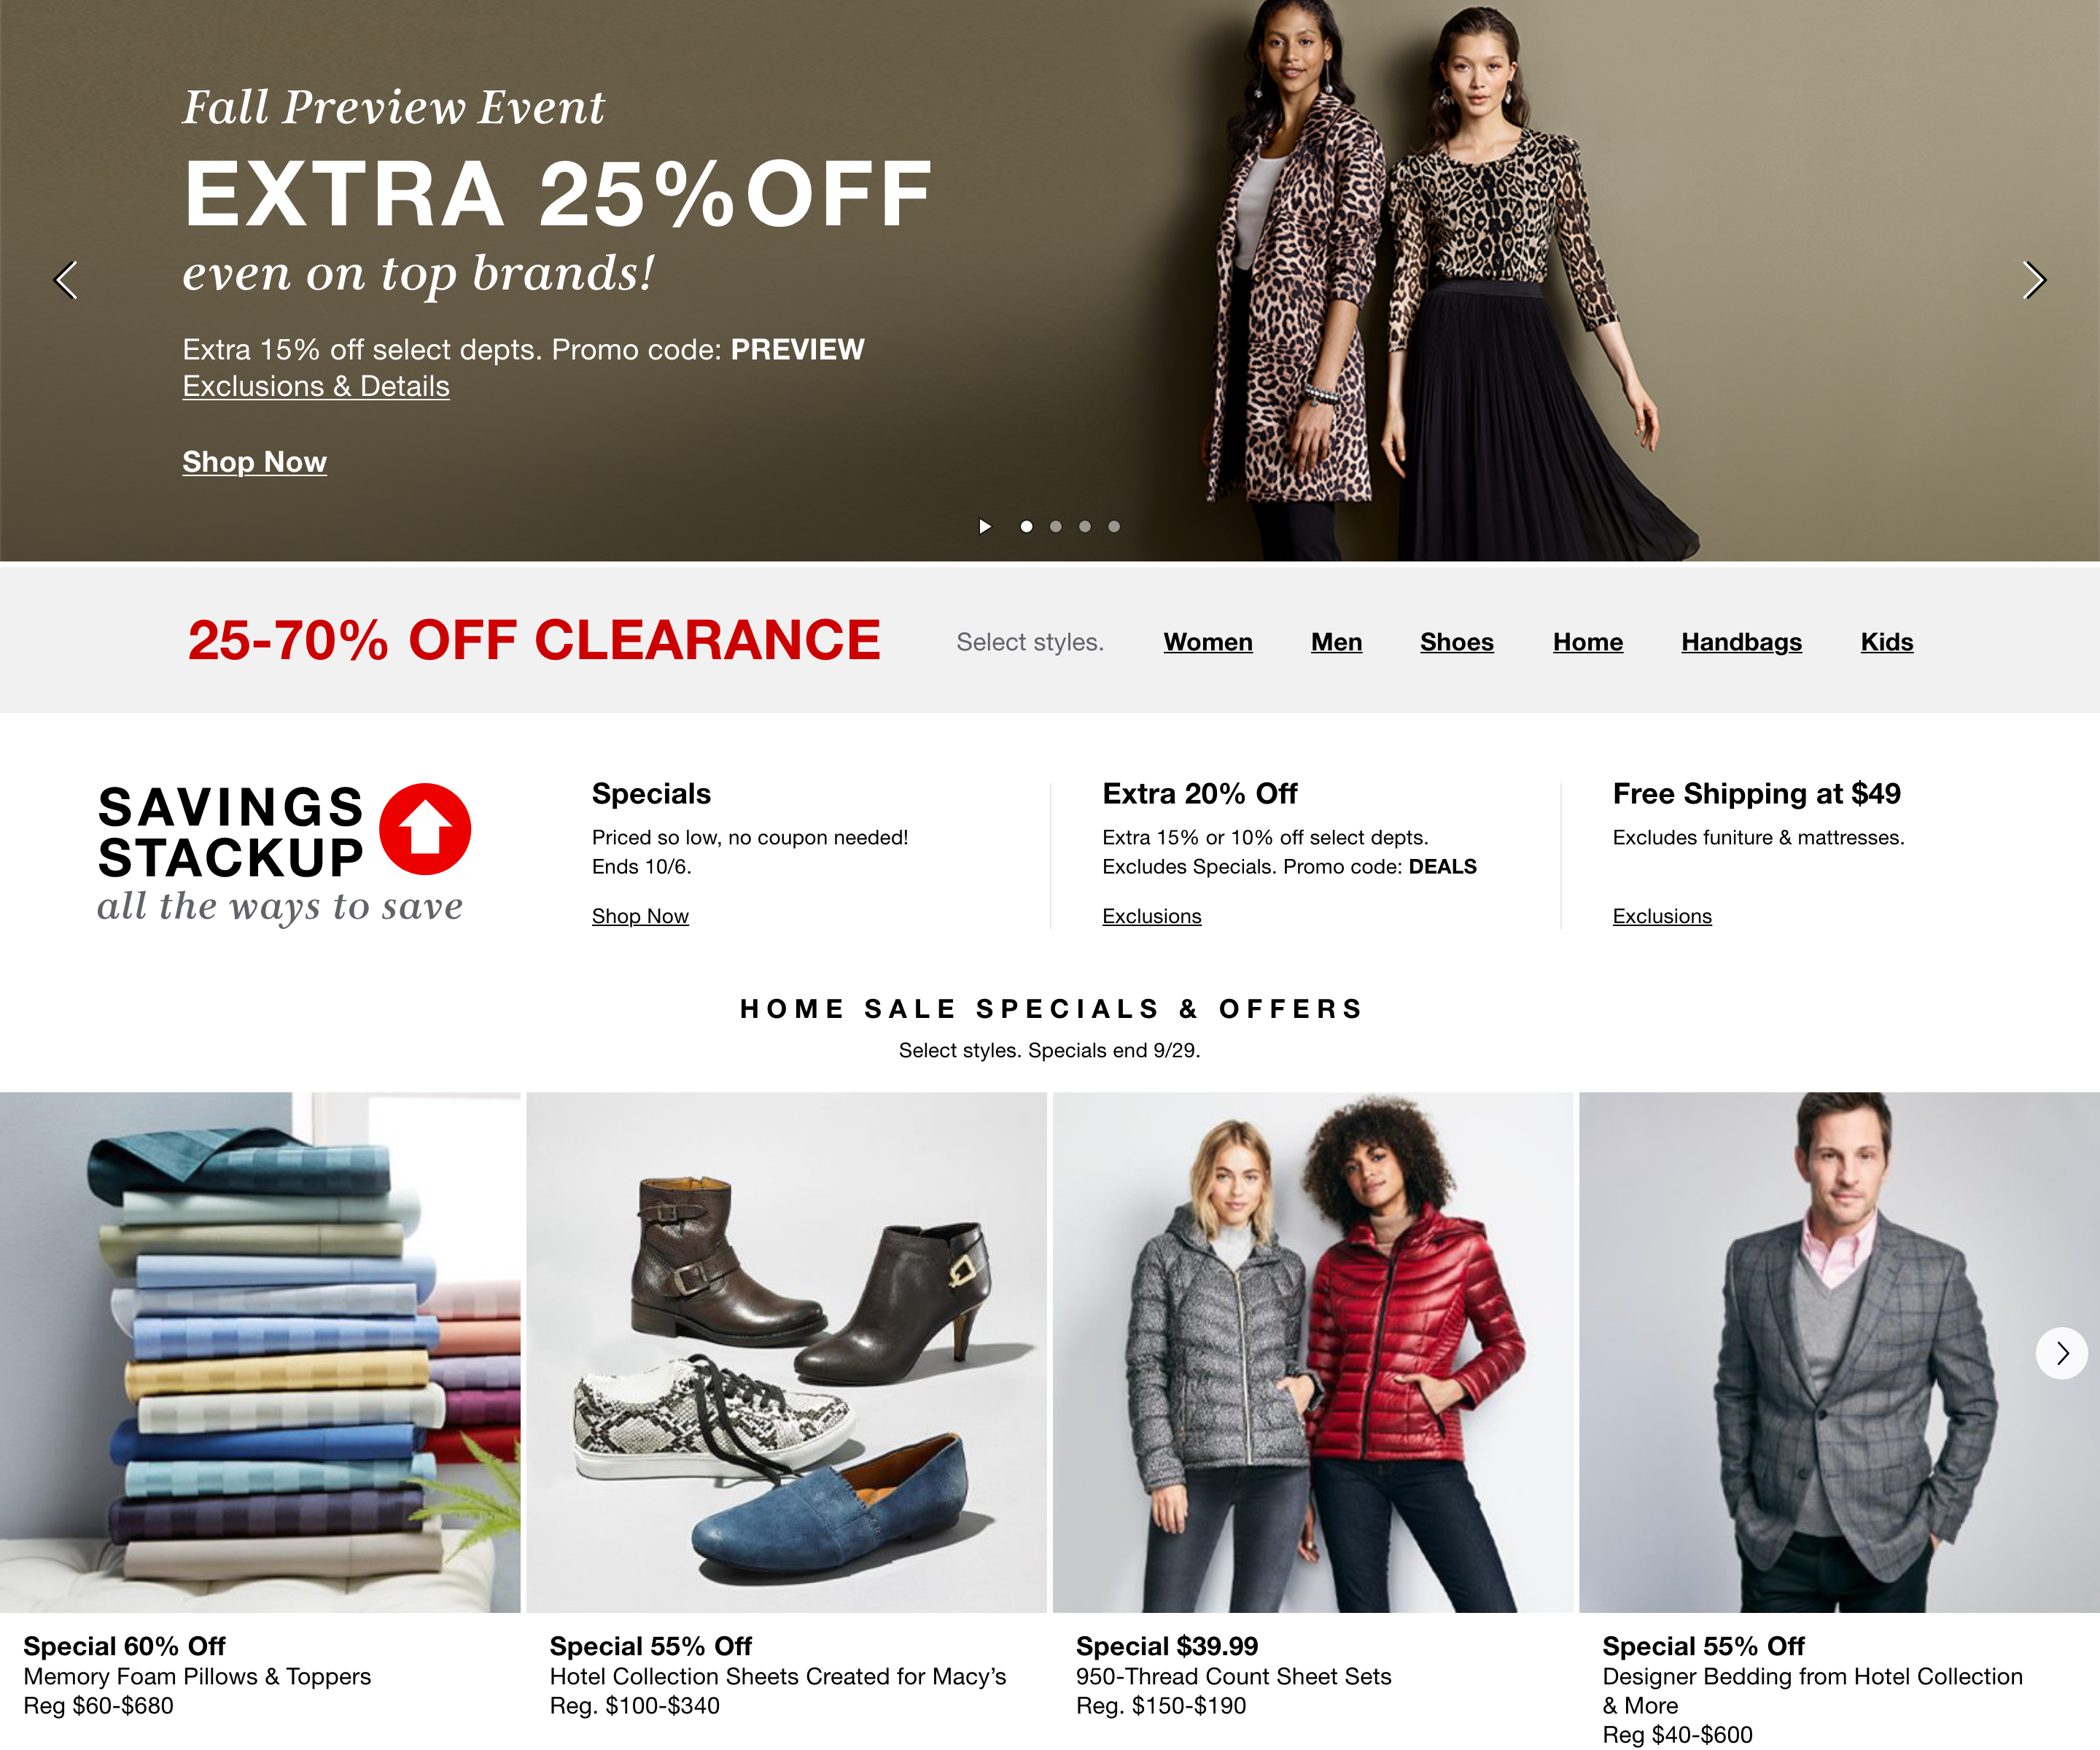 Fall Preview Event
EXTRA 25%OFF
even on top brands!
Extra 15% off select depts. Promo code: PREVIEW
Exclusions & Details
Shop Now
25-70% OFF CLEARANCE
Select styles.
Women
Men
Shoes
Home
Handbags
Kids
SAVINGS
STACKUP
all the ways to save
Specials
Priced so low, no coupon needed!
Ends 10/6.
Shop Now
Extra 20% Off
Extra 15% or 10% off select depts.
Excludes Specials. Promo code: DEALS
Exclusions
Free Shipping at $49
Excludes funiture & mattresses.
Exclusions
HOME SALE SPECIALS & OFFERS
Select styles. Specials end 9/29.
Special 60% Off
Memory Foam Pillows & Toppers
Reg $60-$680
Special 55% Off
Hotel Collection Sheets Created for Macy’s
Reg. $100-$340
Special $39.99
950-Thread Count Sheet Sets
Reg. $150-$190
Special 55% Off
Designer Bedding from Hotel Collection
& More
Reg $40-$600